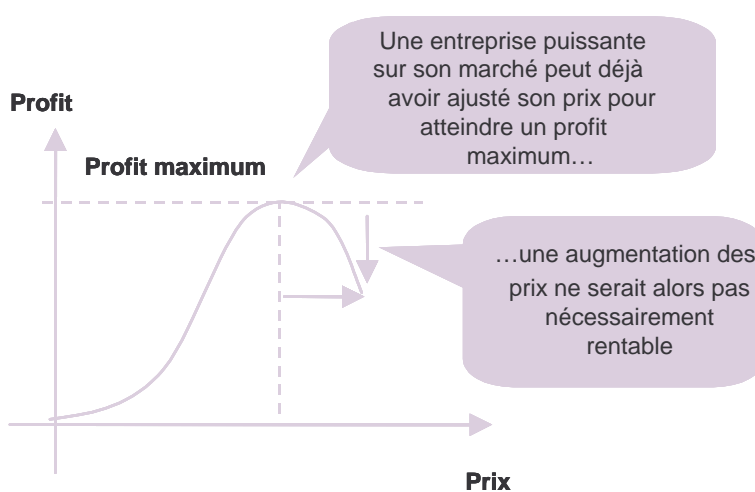 Une entreprise puissante
sur son marché peut déjà
avoir ajusté son prix pour
atteindre un profit
maximum…
Profit
Profit maximum
…une augmentation des
prix ne serait alors pas
nécessairement
rentable
Prix